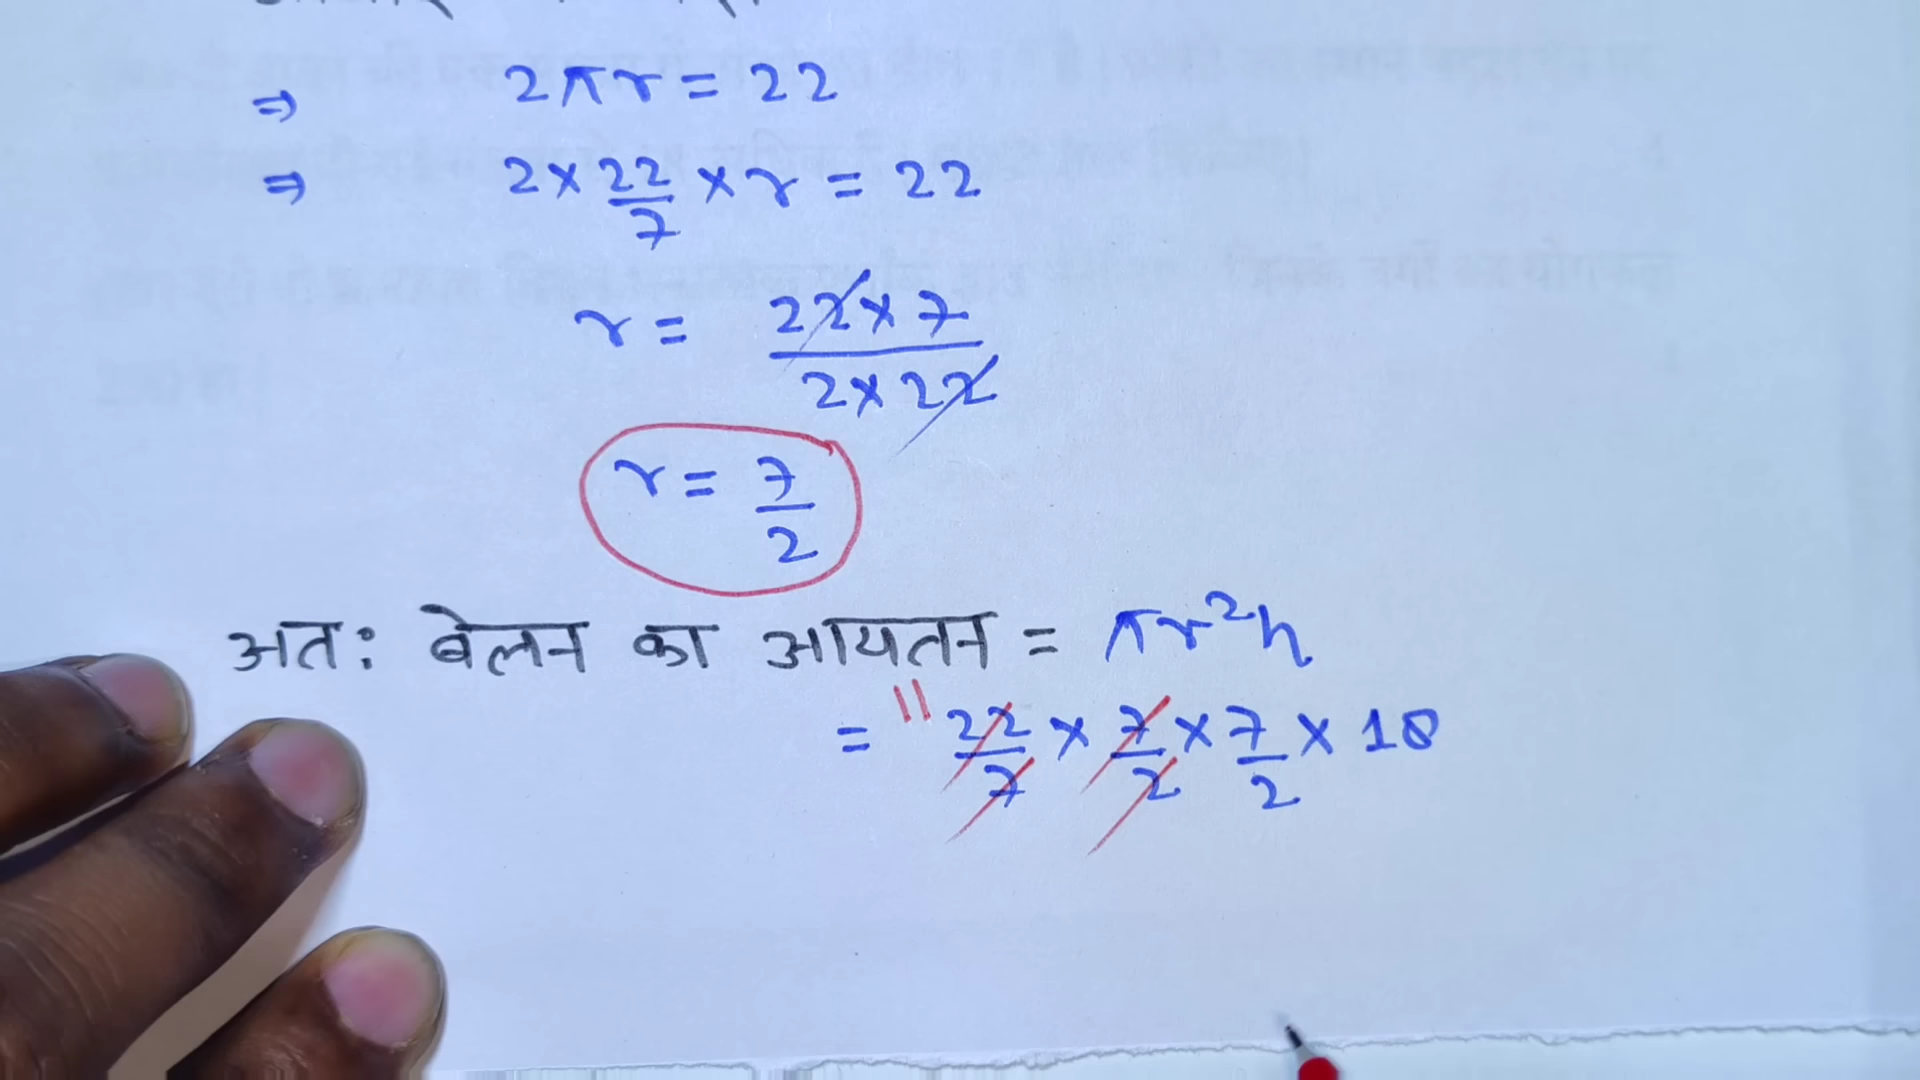 ⇒ 2πr = 22
⇒ 2 × 22/7 × r = 22
r = 22 × 7 / 2 × 22
r = 7/2
अतः बेलन का आयतन = πr²h
= 11 22/7 × 7/2 × 7/2 × 10